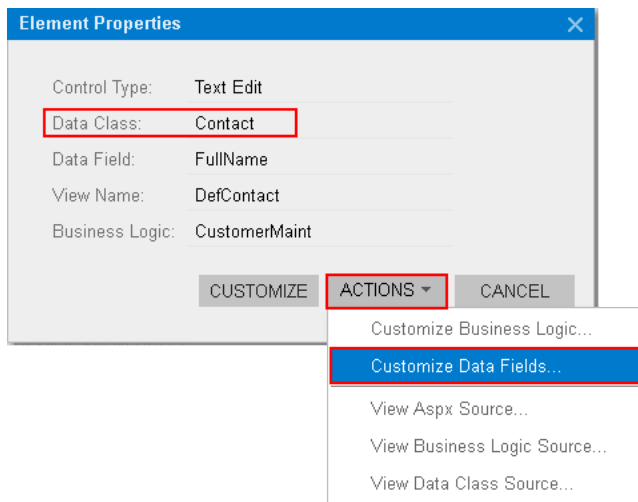 Element Properties
Control Type: Text Edit
Data Class: Contact
Data Field: FullName
View Name: DefContact
Business Logic: CustomerMaint
CUSTOMIZE ACTIONS CANCEL
Customize Business Logic...
Customize Data Fields...
View Aspx Source...
View Business Logic Source...
View Data Class Source...